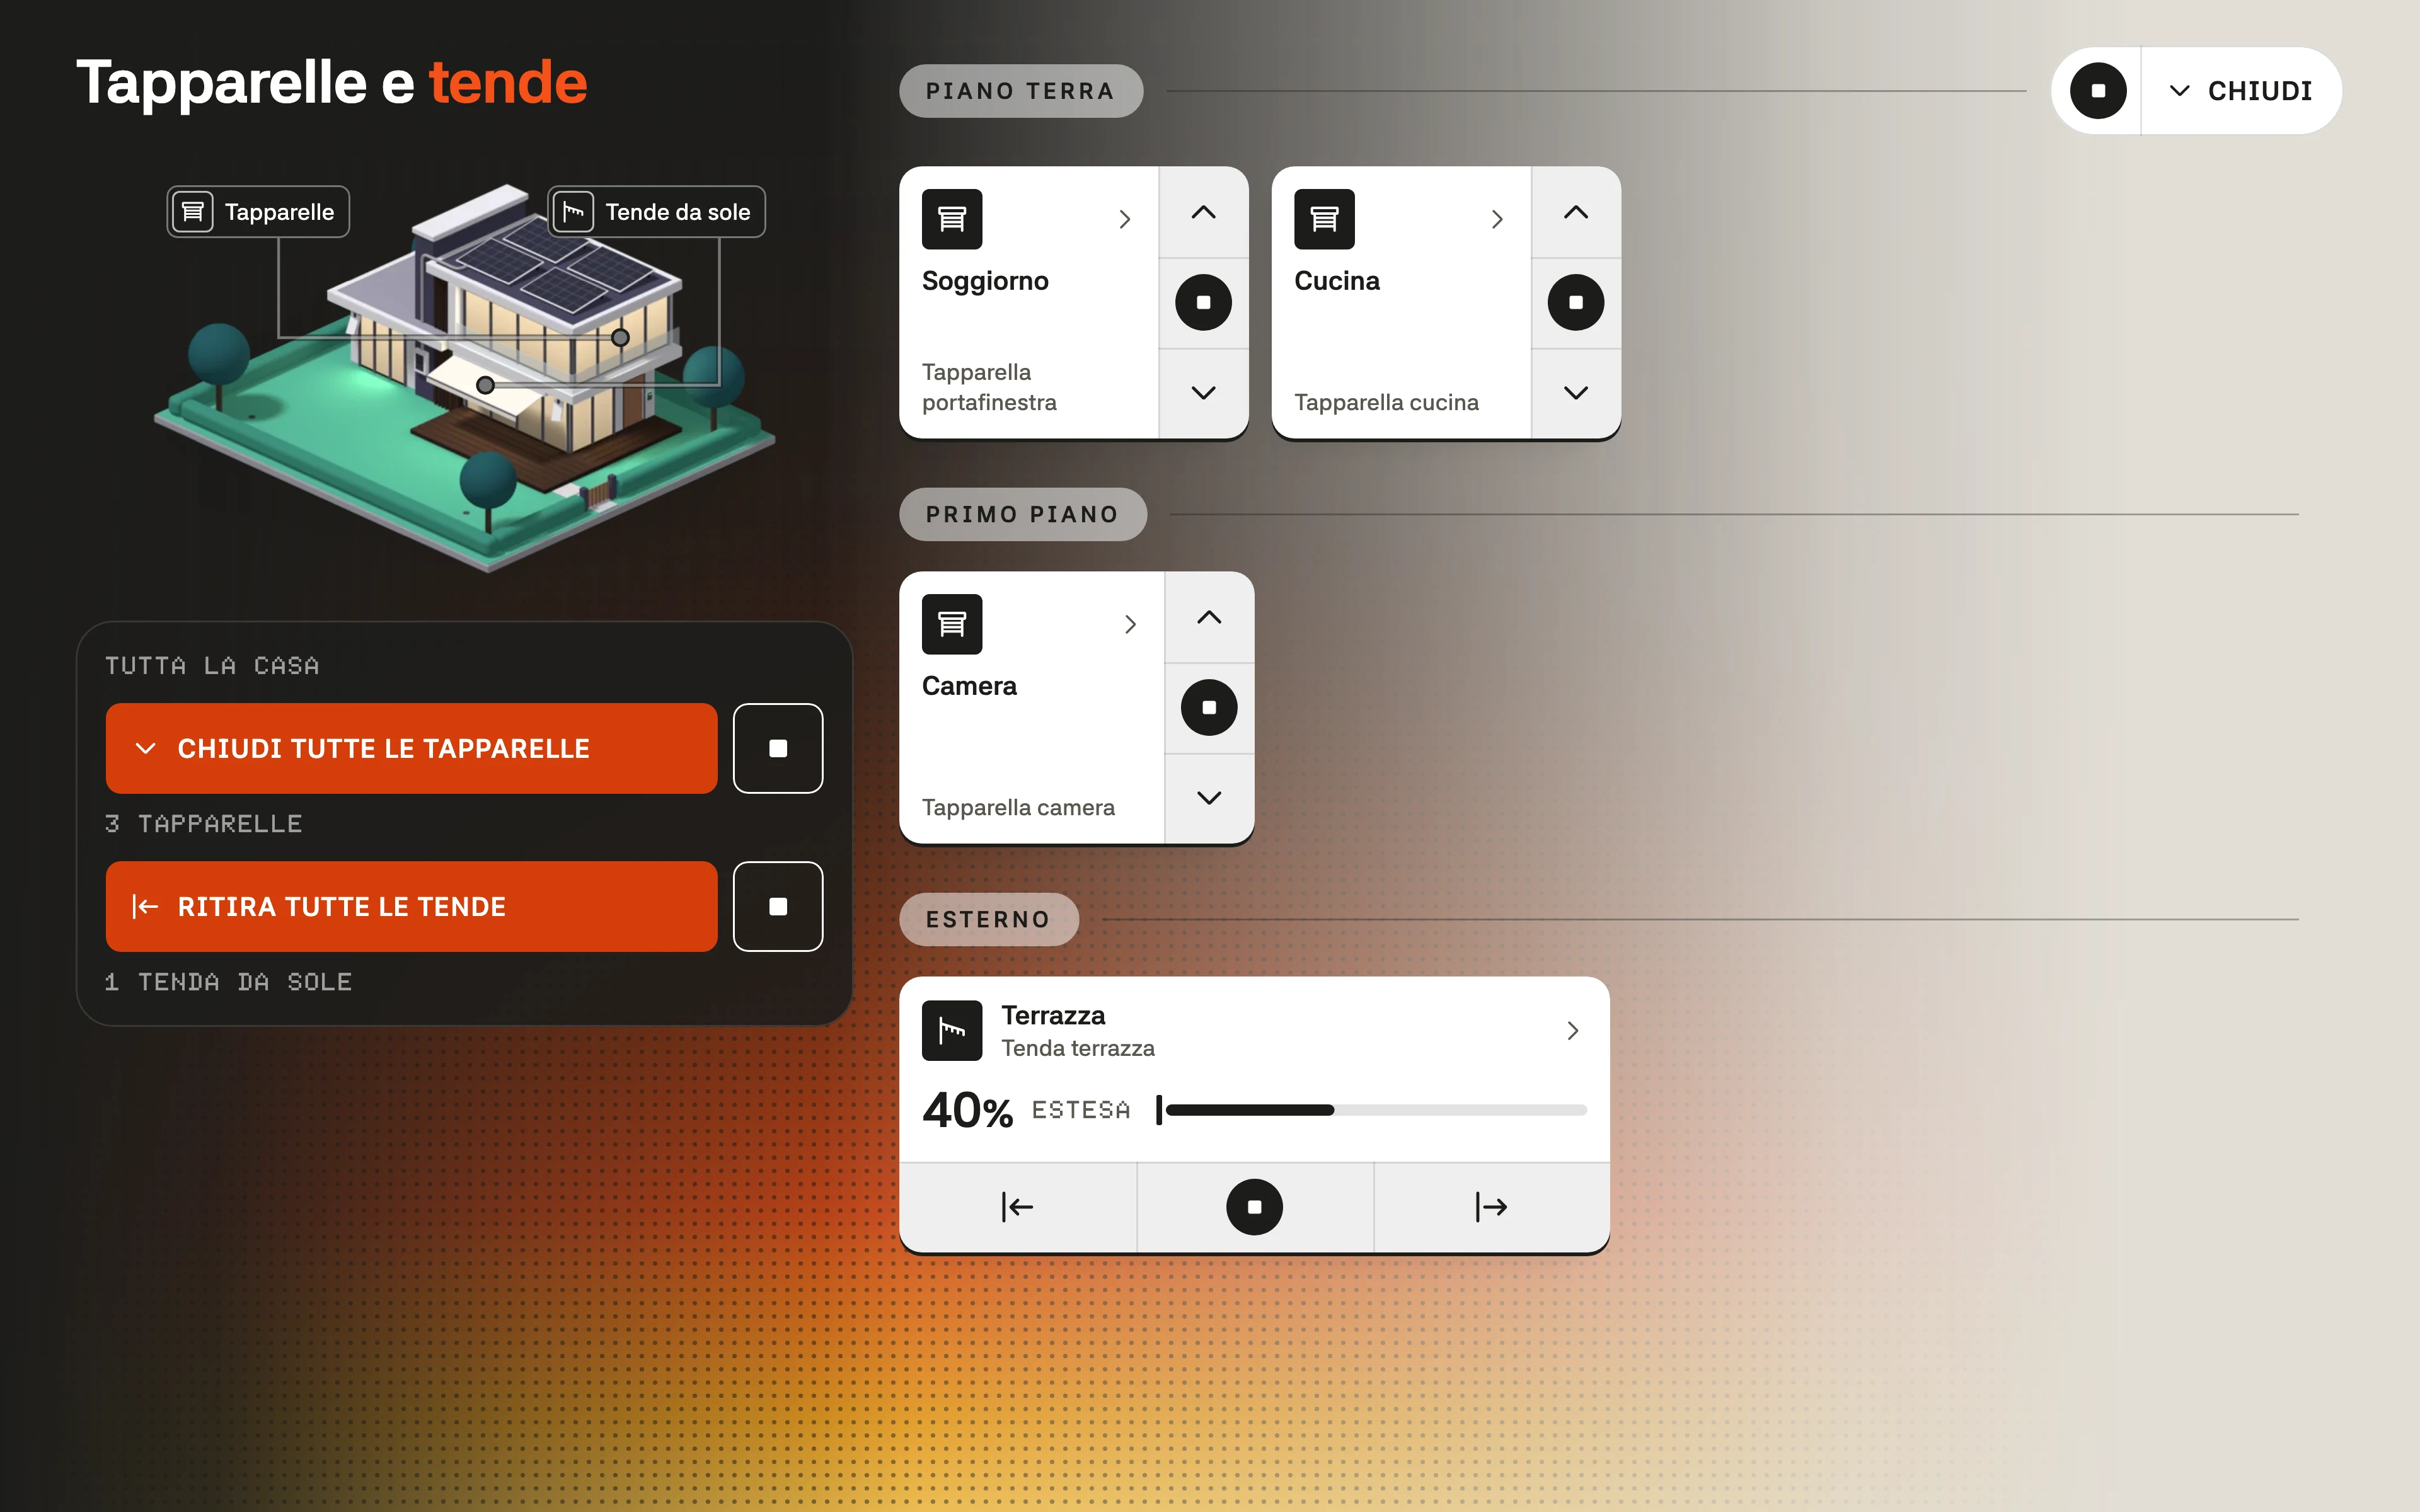 Tapparelle e tende
Tapparelle
Tende da sole
TUTTA LA CASA
CHIUDI TUTTE LE TAPPARELLE
3 TAPPARELLE
RITIRA TUTTE LE TENDE
1 TENDA DA SOLE
PIANO TERRA
CHIUDI
Soggiorno
Tapparella
portafinestra
Cucina
Tapparella cucina
PRIMO PIANO
Camera
Tapparella camera
ESTERNO
Terrazza
Tenda terrazza
40% ESTESA